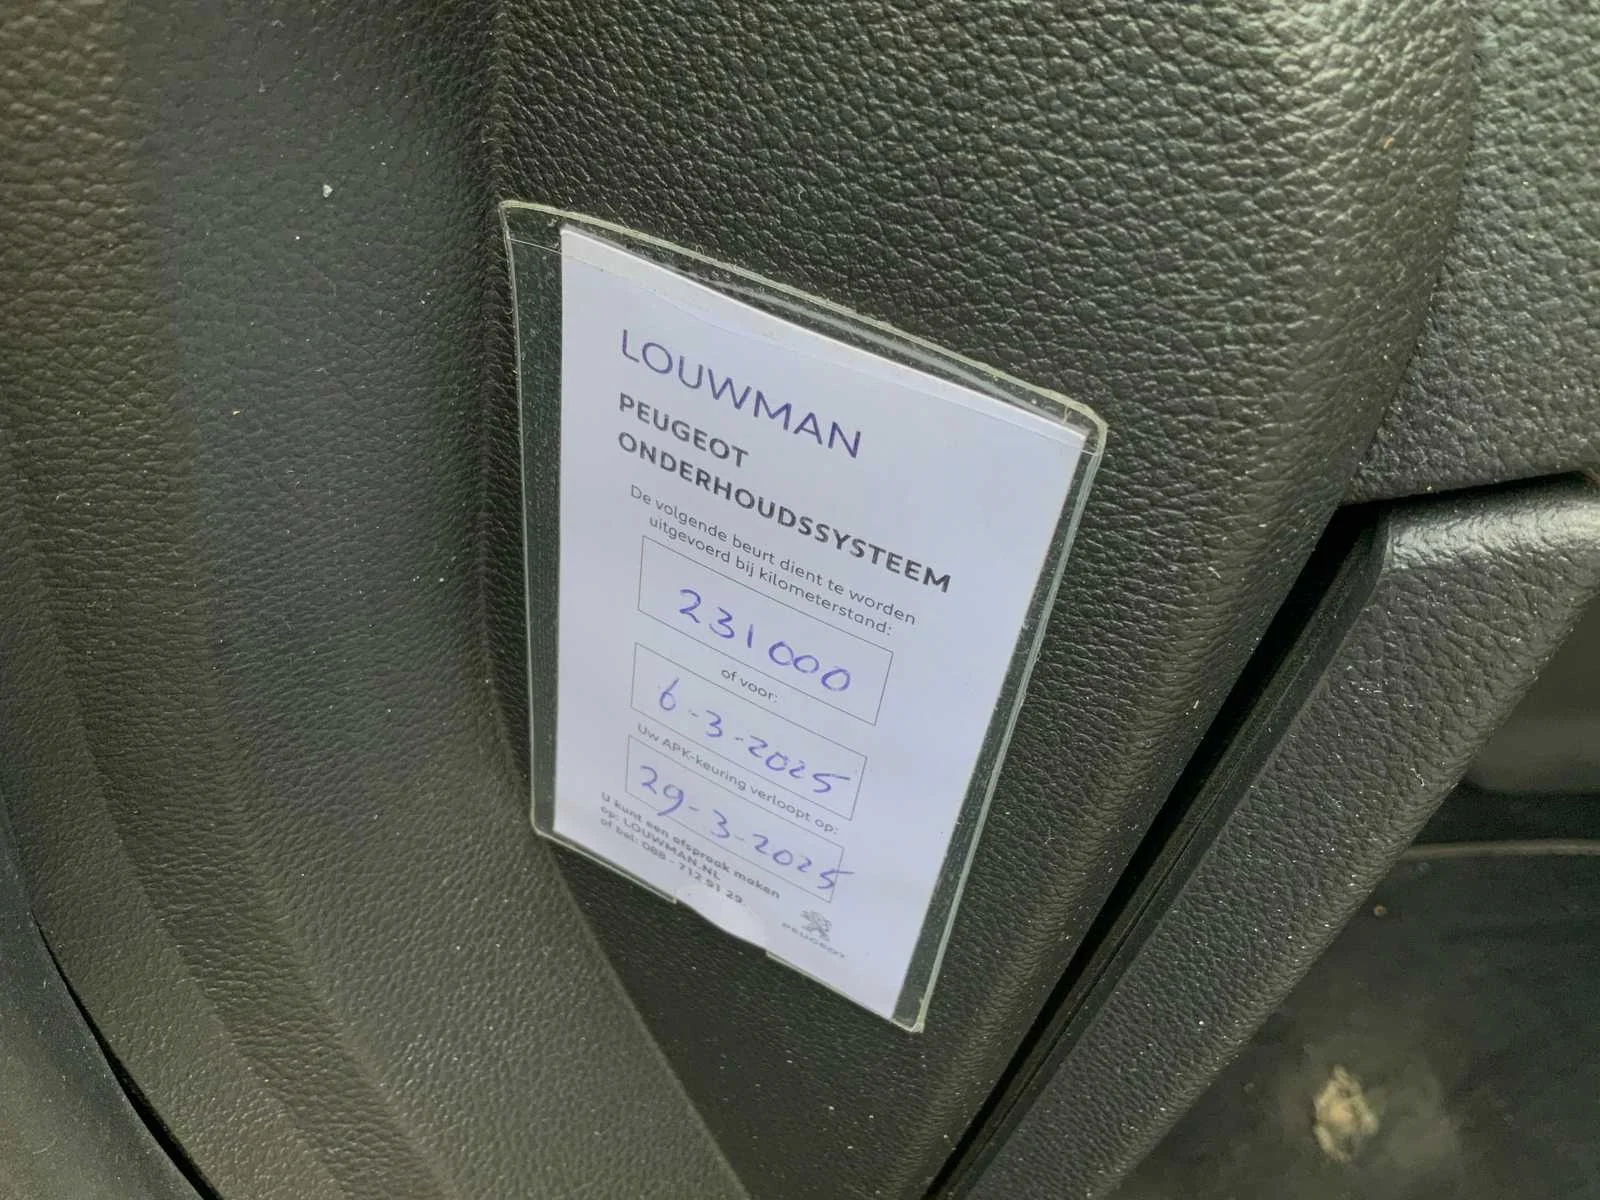 LOUWMAN
PEUGEOT
ONDERHOUDSSYSTEEM
De volgende beurt dient te worden
uitgevoerd bij kilometerstand:
231000
of voor:
6-3-2025
Uw APK-keuring verloopt op:
29-3-2025
U kunt een afspraak maken
op: LOUWMAN.NL
of bel: 088 - 712 51 29
PEUGEOT